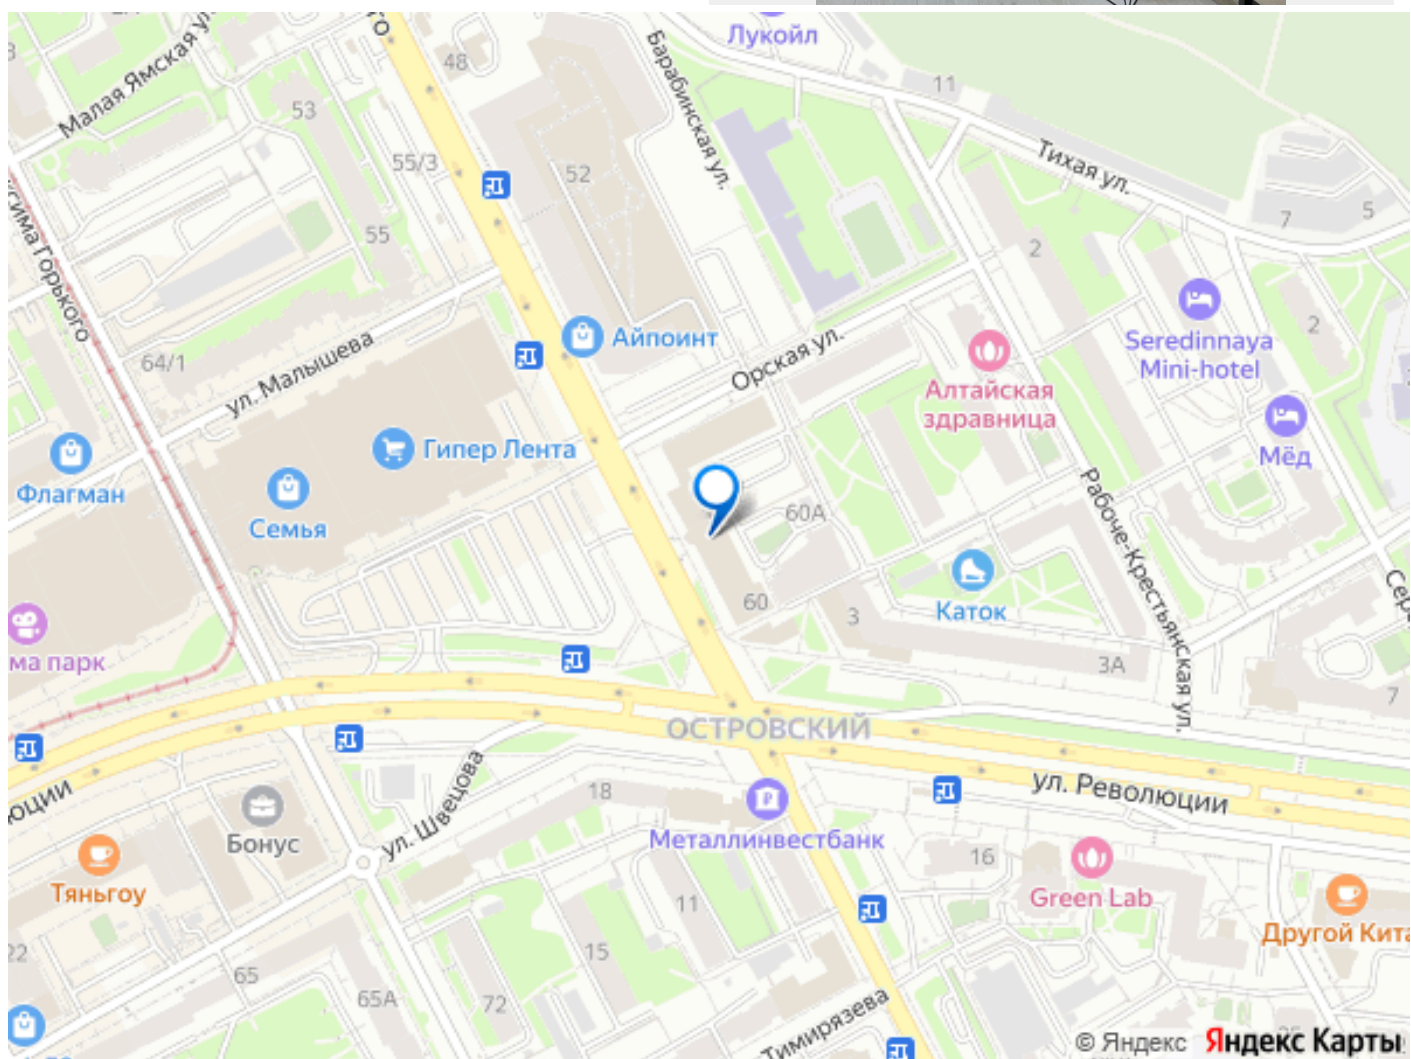 Лукойл
48
11
Малая Ямская ул.
53
Барабинская ул.
55/3
52
Тихая ул.
7
5
55
2
2
Айпоинт
Seredinnaya
Mini-hotel
64/1
ул. Малышева
Орская ул.
Алтайская
здравница
Гипер Лента
Мёд
Флагман
Семья
60А
Рабоче-Крестьянская ул.
Каток
60
3
3А
7
ма парк
ОСТРОВСКИЙ
ул. Революции
18
Металлинвестбанк
Бонус
ул. Швецова
16
Тяньгоу
Green Lab
11
Другой Кита
22
15
65
65А
72
Тимирязева
© Яндекс Яндекс Карты